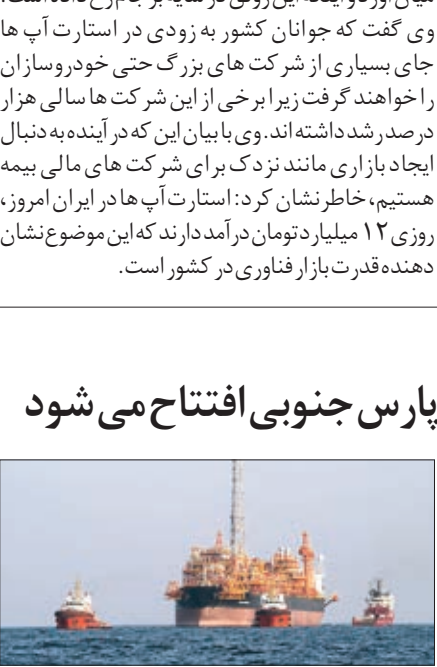 وی گفت که جوانان کشور به زودی در استارت آپ ها
جای بسیاری از شرکت های بزرگ حتی خودروسازان
را خواهند گرفت زیرا برخی از این شرکت ها سالی هزار
درصد رشد داشته اند. وی با بیان این که در آینده به دنبال
ایجاد بازاری مانند نزدک برای شرکت های مالی بیمه
هستیم، خاطرنشان کرد: استارت آپ ها در ایران امروز،
روزی ۱۲ میلیارد تومان درآمد دارند که این موضوع نشان
دهنده قدرت بازار فناوری در کشور است.
پارس جنوبی افتتاح می شود